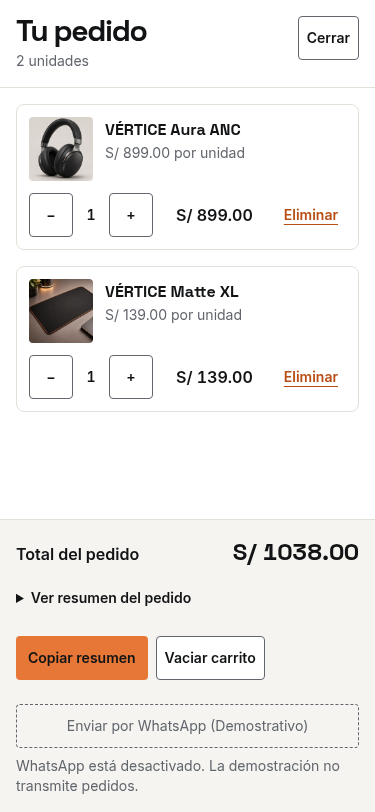 Tu pedido
2 unidades
Cerrar
VÉRTICE Aura ANC
S/ 899.00 por unidad
– 1 + S/ 899.00 Eliminar
VÉRTICE Matte XL
S/ 139.00 por unidad
– 1 + S/ 139.00 Eliminar
Total del pedido S/ 1038.00
▶ Ver resumen del pedido
Copiar resumen Vaciar carrito
Enviar por WhatsApp (Demostrativo)
WhatsApp está desactivado. La demostración no
transmite pedidos.